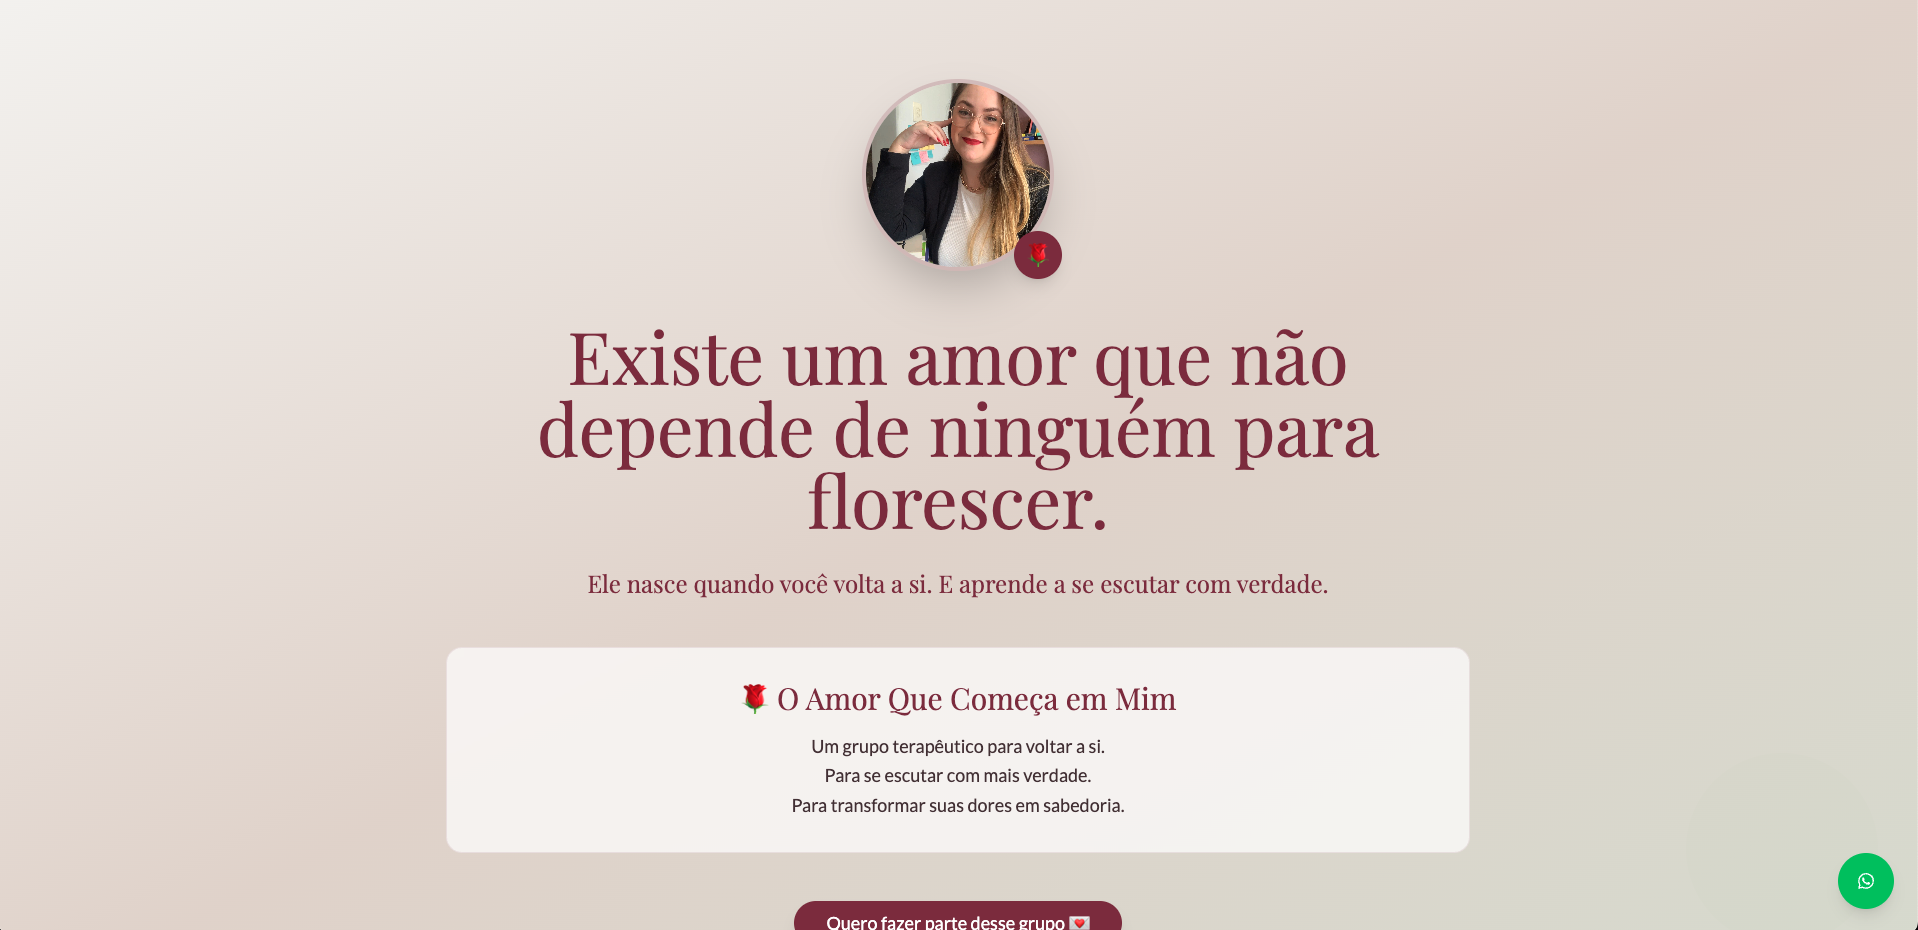 Existe um amor que não
depende de ninguém para
florescer.
Ele nasce quando você volta a si. E aprende a se escutar com verdade.
🌹 O Amor Que Começa em Mim
Um grupo terapêutico para voltar a si.
Para se escutar com mais verdade.
Para transformar suas dores em sabedoria.
Quero fazer parte desse grupo 💌